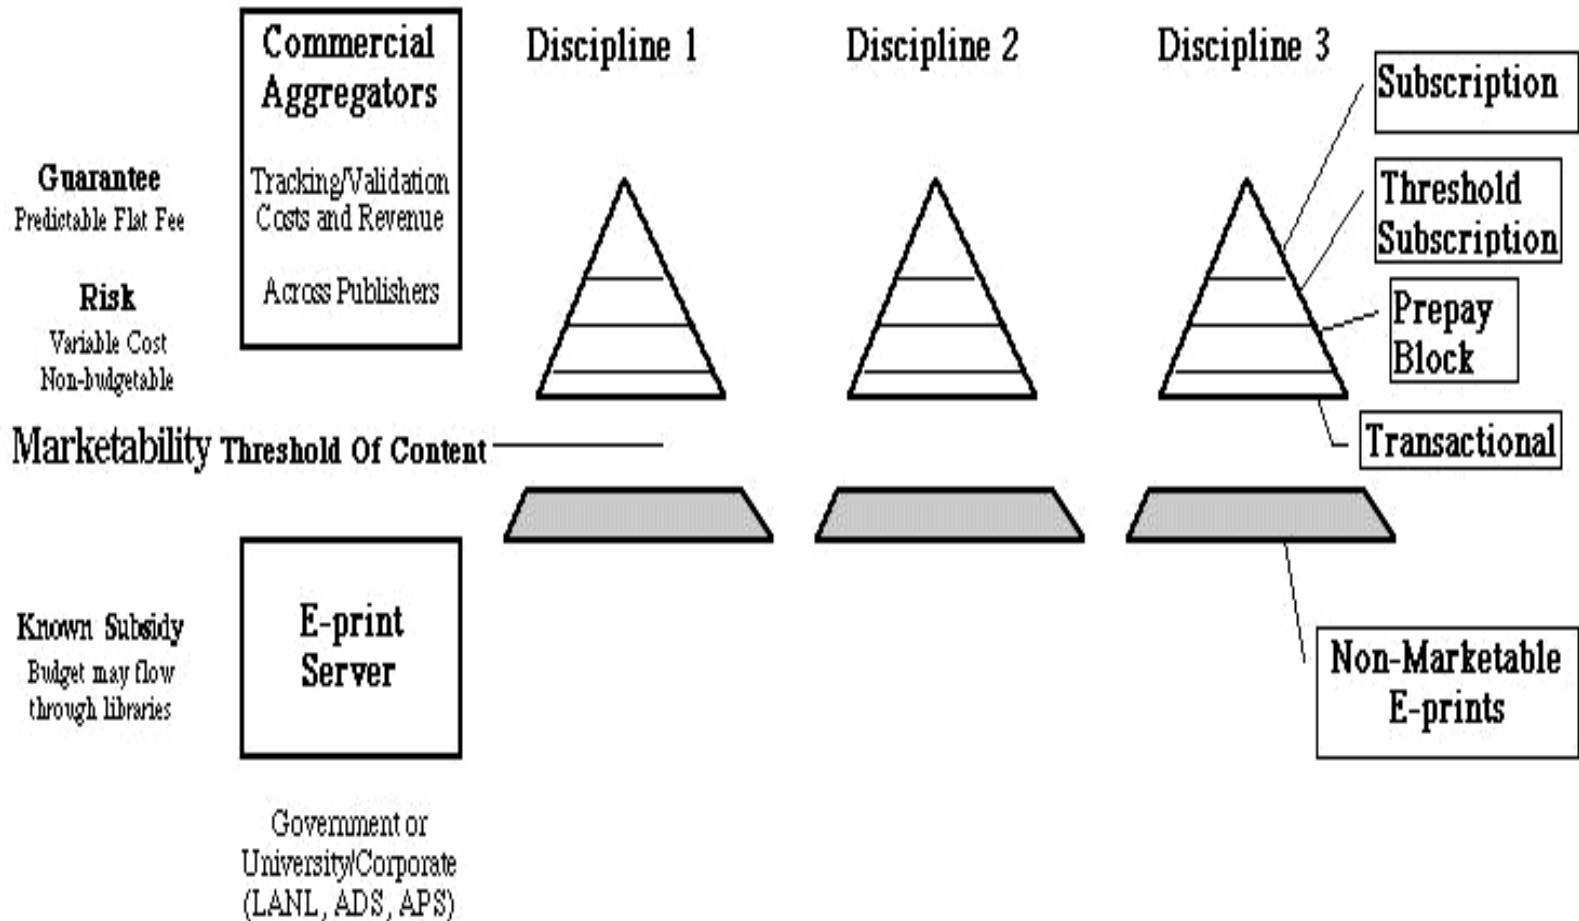 Commercial
Aggregators
Tracking/Validation
Costs and Revenue
Across Publishers
Discipline 1
Discipline 2
Discipline 3
Subscription
Threshold
Subscription
Prepay
Block
Transactional
Guarantee
Predictable Flat Fee
Risk
Variable Cost
Non-budgetable
Marketability Threshold Of Content
Known Subsidy
Budget may flow
through libraries
E-print
Server
Non-Marketable
E-prints
Government or
University/Corporate
(LANL, ADS, APS)